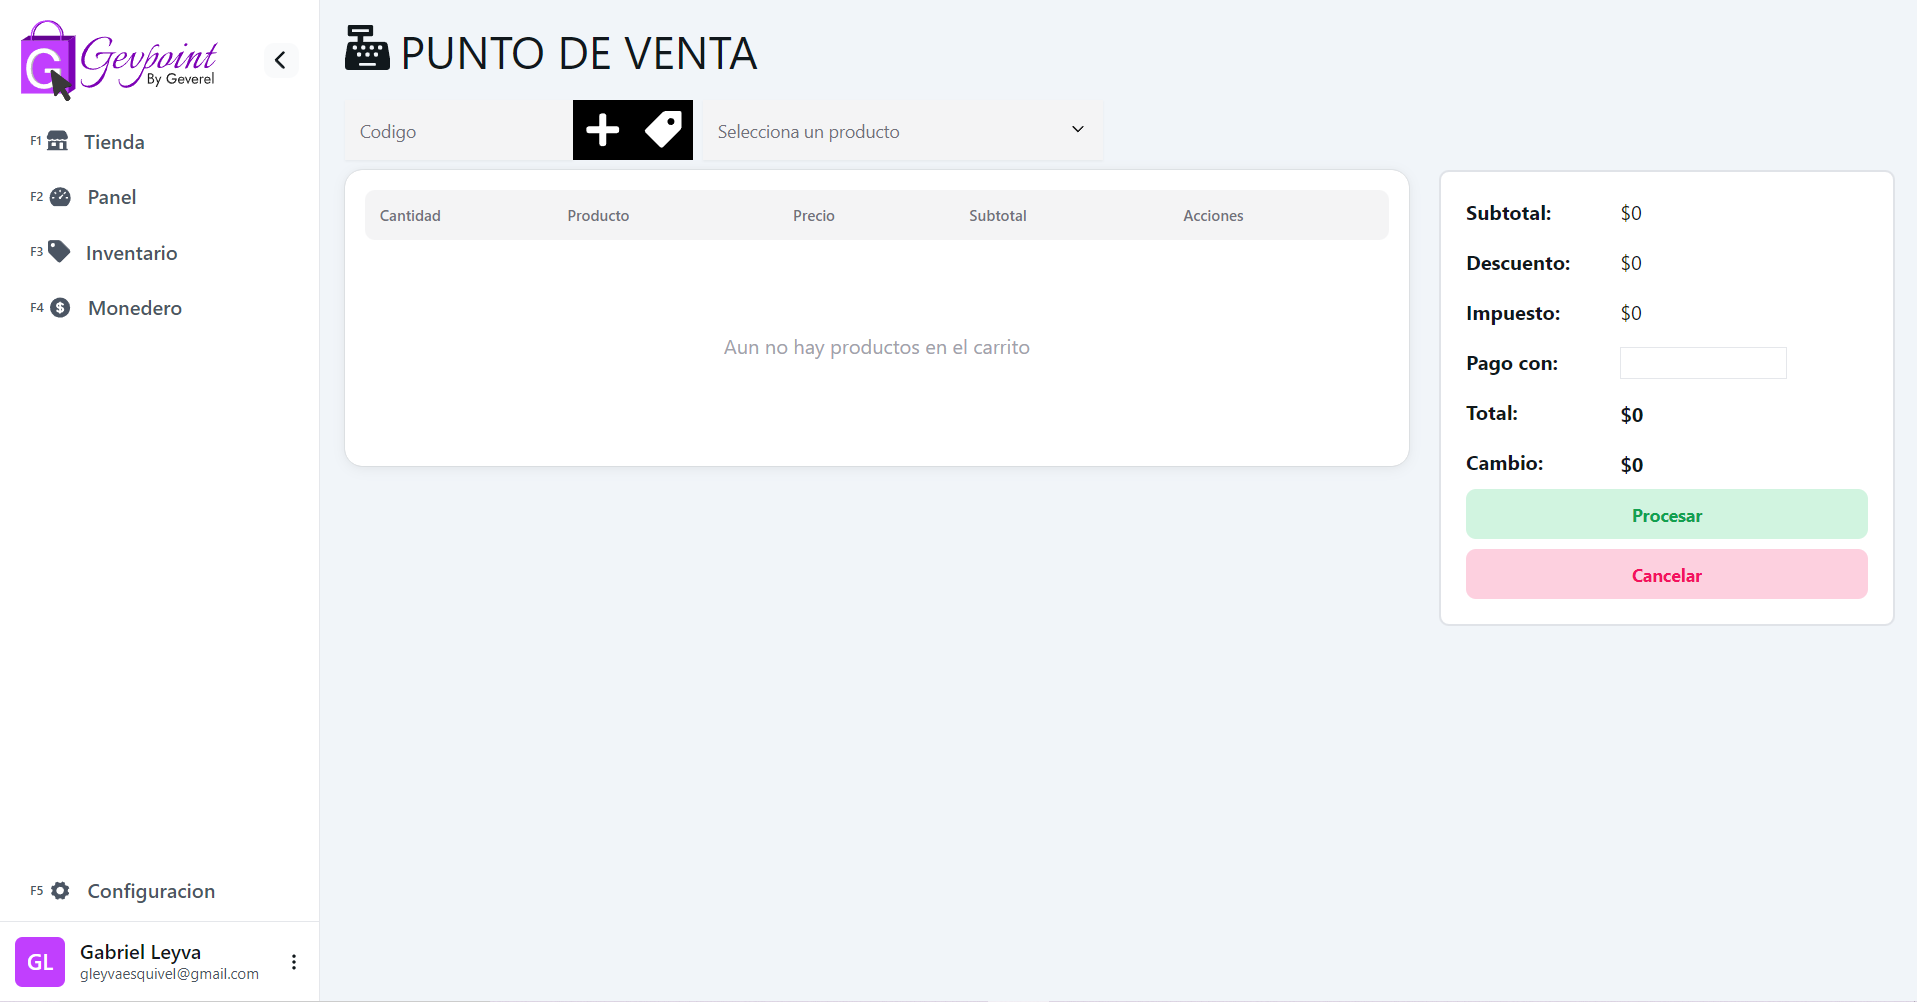 G Gevpoint
By Geverel
F1 Tienda
F2 Panel
F3 Inventario
F4 Monedero
F5 Configuracion
GL
Gabriel Leyva
gleyvaesquivel@gmail.com
PUNTO DE VENTA
Codigo
Selecciona un producto
Cantidad Producto Precio Subtotal Acciones
Aun no hay productos en el carrito
Subtotal: $0
Descuento: $0
Impuesto: $0
Pago con:
Total: $0
Cambio: $0
Procesar
Cancelar